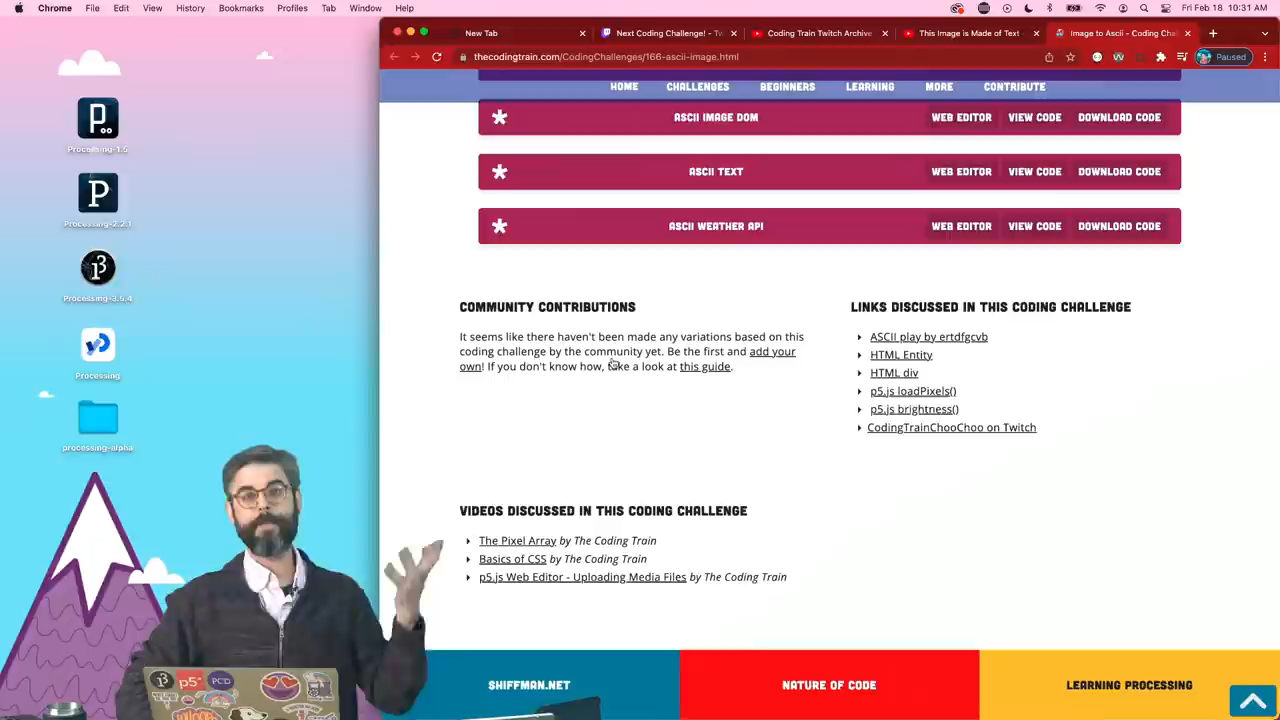 Chrome File Edit View History Bookmarks Profiles Tab Window Help Fri Feb 18 10:31 AM
New Tab Next Coding Challenge! - Tw Coding Train Twitch Archive This Image is Made of Text - Image to Ascii - Coding Cha
thecodingtrain.com/CodingChallenges/166-ascii-image.html Paused
HOME CHALLENGES BEGINNERS LEARNING MORE CONTRIBUTE
* ASCII IMAGE DOM WEB EDITOR VIEW CODE DOWNLOAD CODE
* ASCII TEXT WEB EDITOR VIEW CODE DOWNLOAD CODE
* ASCII WEATHER API WEB EDITOR VIEW CODE DOWNLOAD CODE
Processing-1.5
Processing-2.2.1
Processing-3.5.4
Processing
processing-alpha
COMMUNITY CONTRIBUTIONS
It seems like there haven't been made any variations based on this
coding challenge by the community yet. Be the first and add your
own! If you don't know how, take a look at this guide.
LINKS DISCUSSED IN THIS CODING CHALLENGE
ASCII play by ertdfgcvb
HTML Entity
HTML div
p5.js loadPixels()
p5.js brightness()
CodingTrainChooChoo on Twitch
VIDEOS DISCUSSED IN THIS CODING CHALLENGE
The Pixel Array by The Coding Train
Basics of CSS by The Coding Train
p5.js Web Editor - Uploading Media Files by The Coding Train
p5*
SHIFFMAN.NET NATURE OF CODE LEARNING PROCESSING